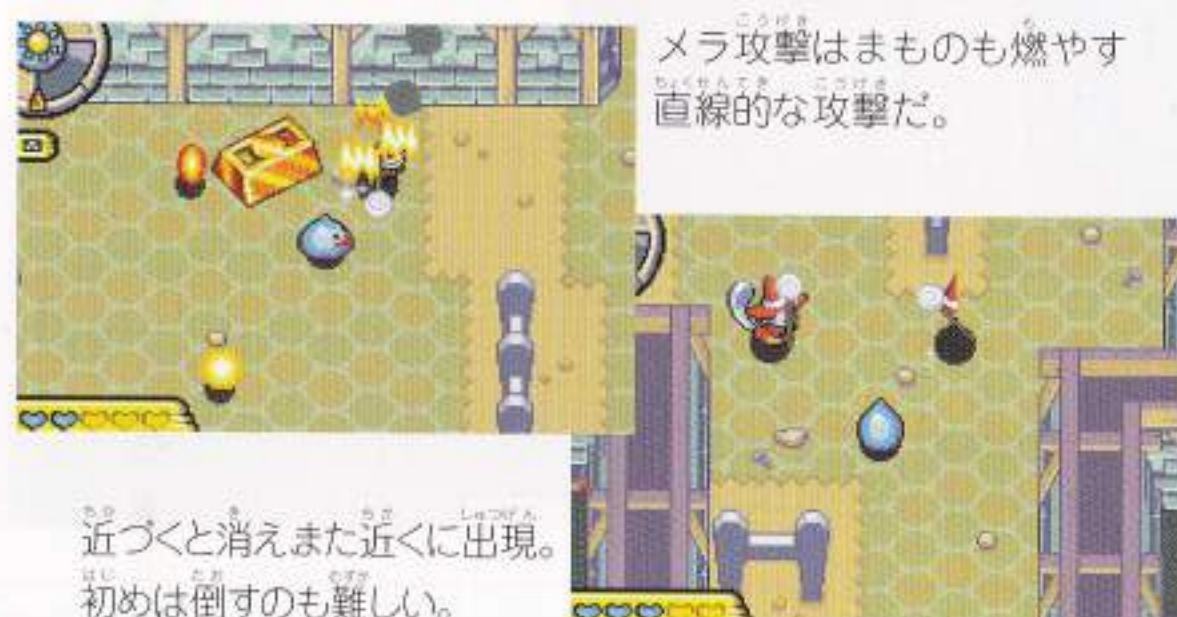 メラ攻撃はまものも燃やす
直線的な攻撃だ。
近づくと消えまた近くに出現。
初めは倒すのも難しい。